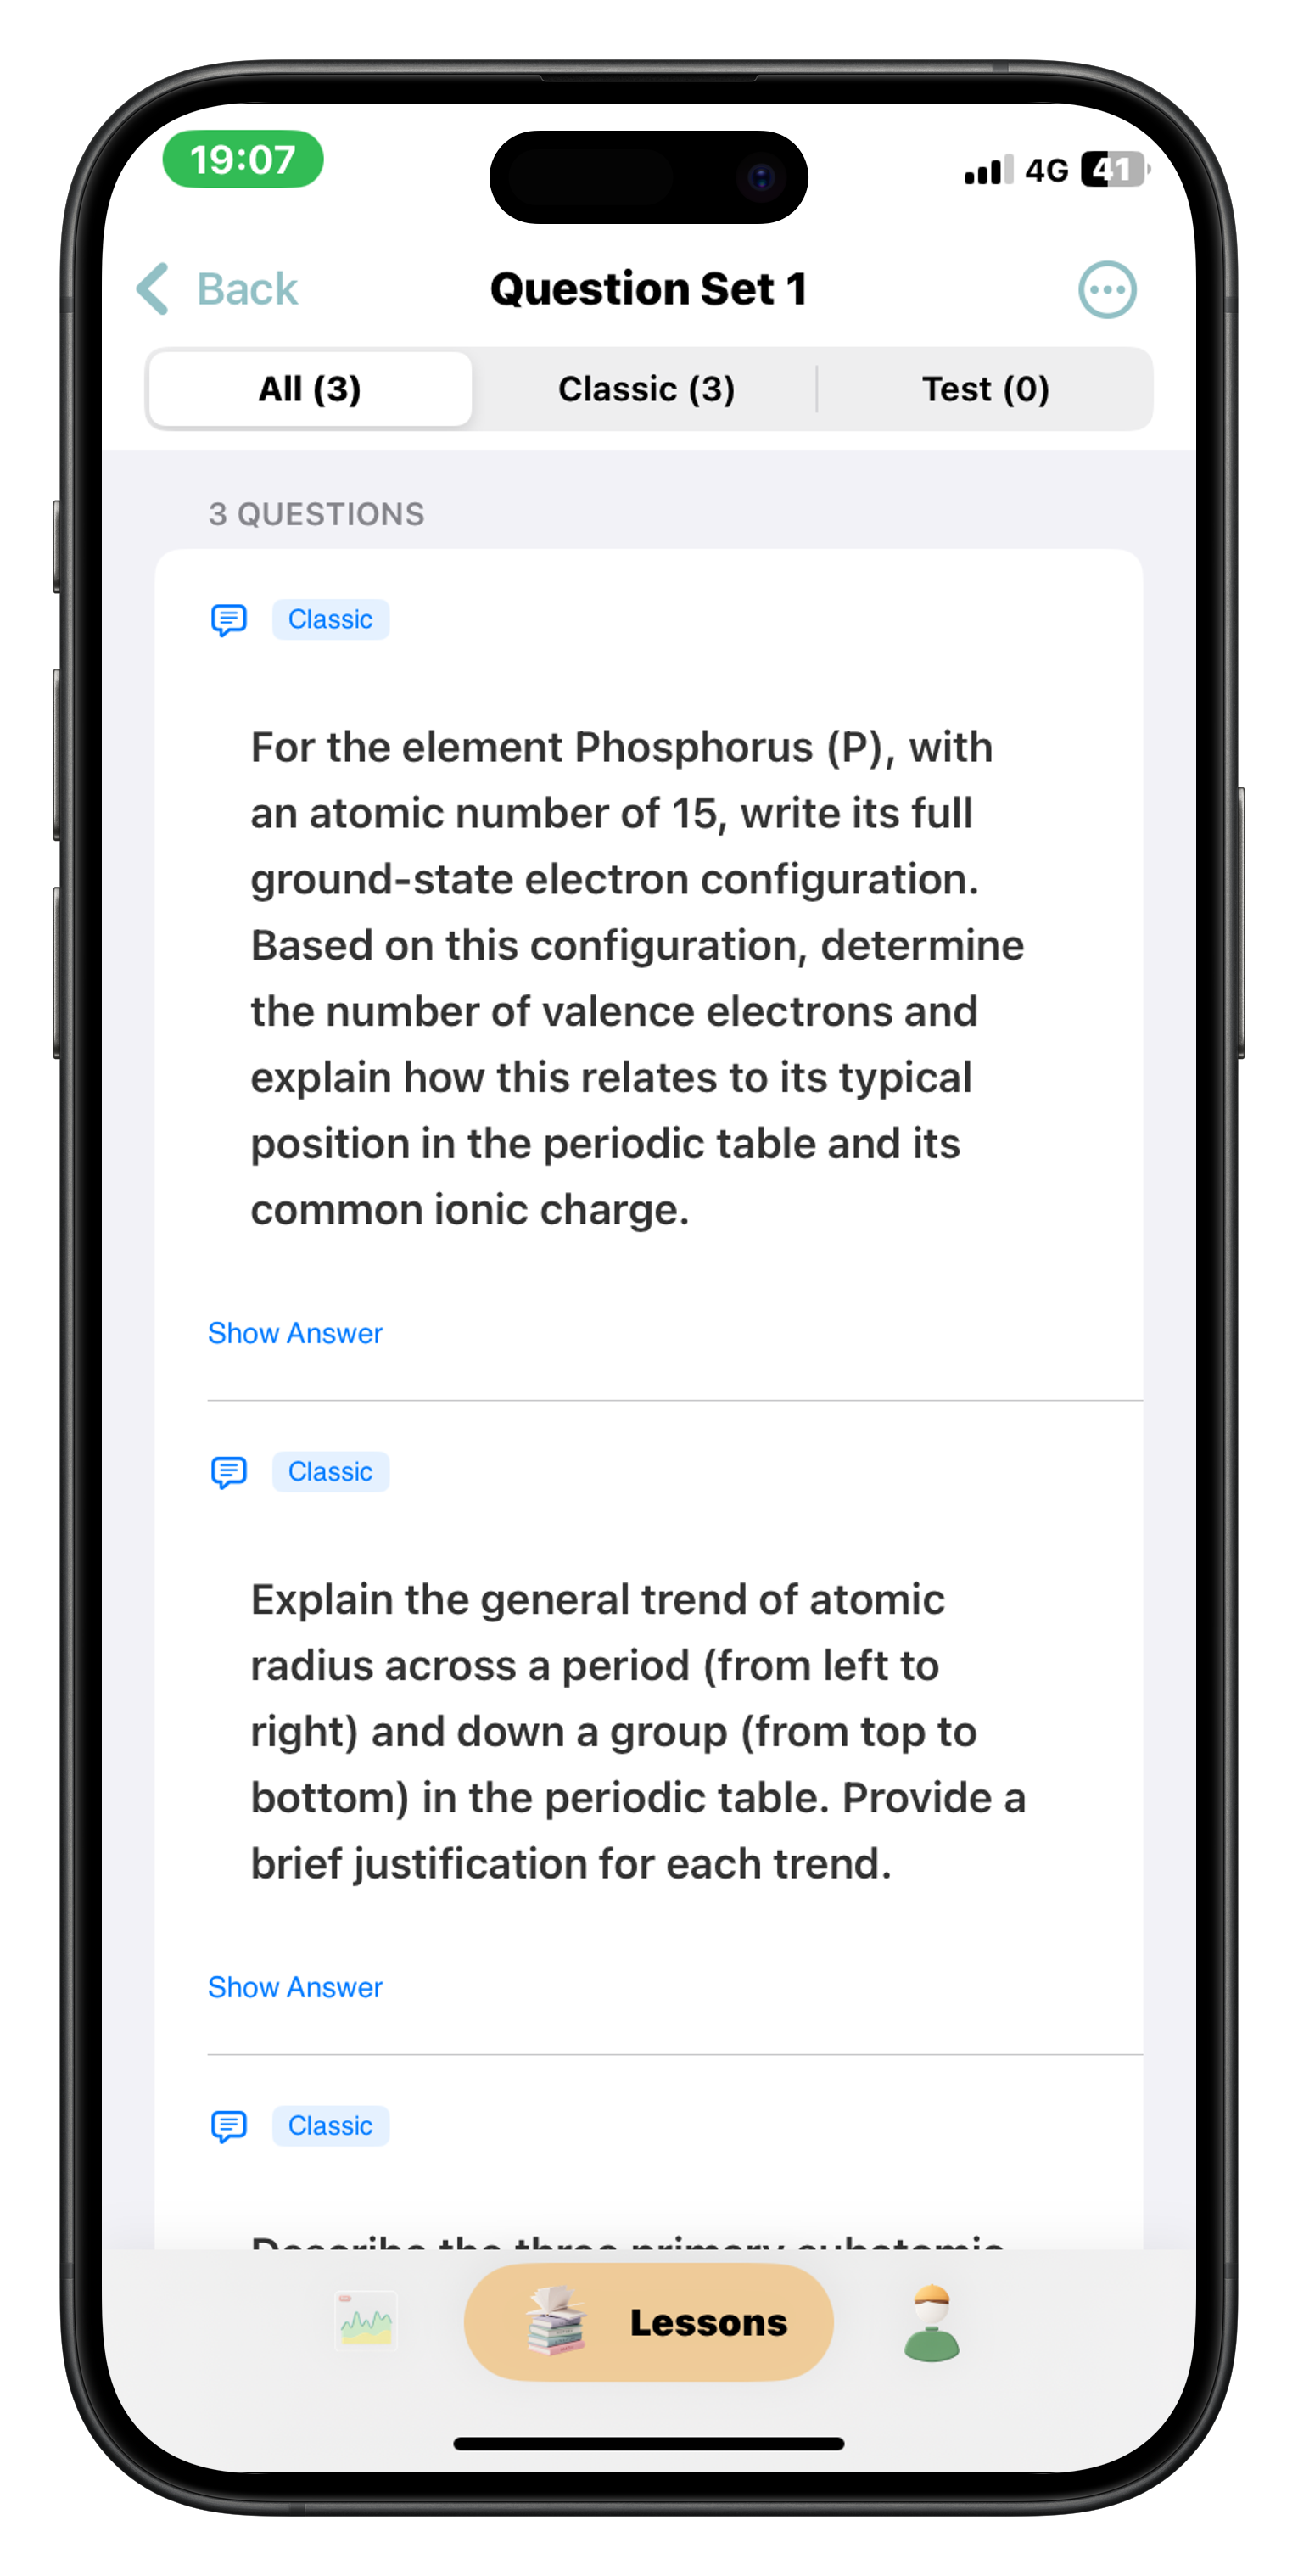 19:07
4G 41
Back
Question Set 1
All (3)
Classic (3)
Test (0)
3 QUESTIONS
Classic
For the element Phosphorus (P), with
an atomic number of 15, write its full
ground-state electron configuration.
Based on this configuration, determine
the number of valence electrons and
explain how this relates to its typical
position in the periodic table and its
common ionic charge.
Show Answer
Classic
Explain the general trend of atomic
radius across a period (from left to
right) and down a group (from top to
bottom) in the periodic table. Provide a
brief justification for each trend.
Show Answer
Classic
Describe the three primary subatomic
Lessons